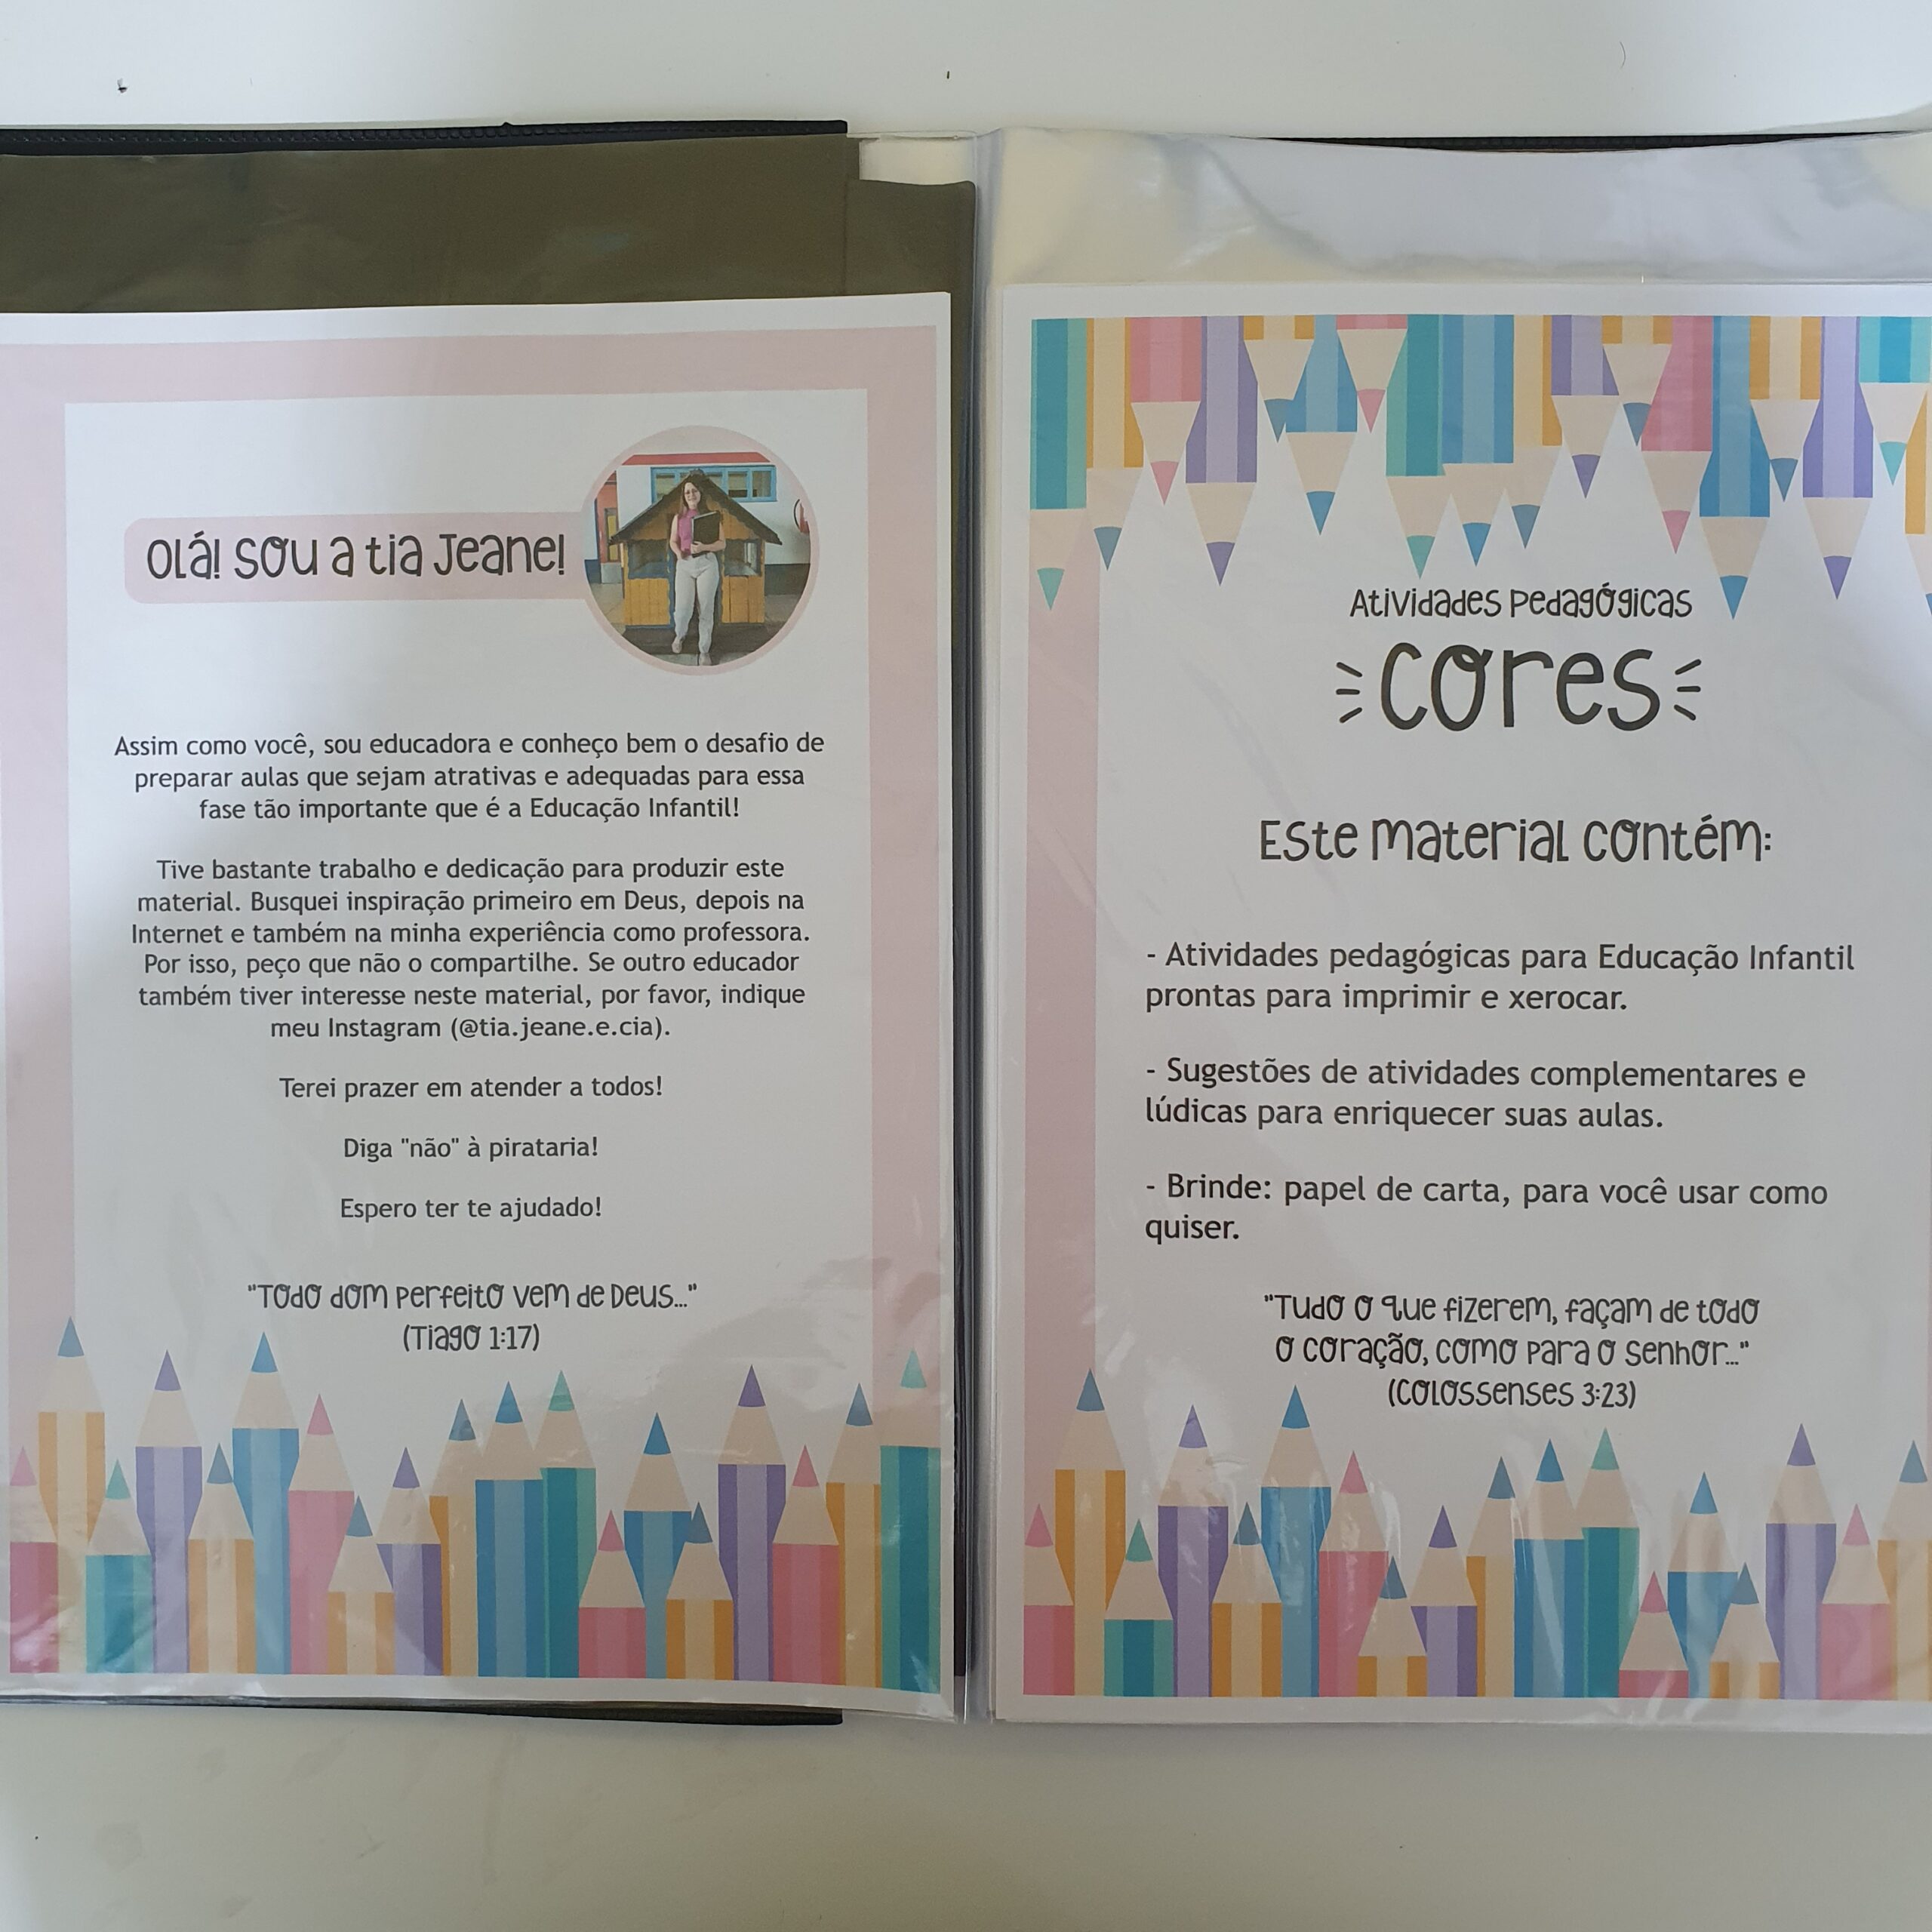 Olá! Sou a tia Jeane!
Assim como você, sou educadora e conheço bem o desafio de
preparar aulas que sejam atrativas e adequadas para essa
fase tão importante que é a Educação Infantil!
Tive bastante trabalho e dedicação para produzir este
material. Busquei inspiração primeiro em Deus, depois na
Internet e também na minha experiência como professora.
Por isso, peço que não o compartilhe. Se outro educador
também tiver interesse neste material, por favor, indique
meu Instagram (@tia.jeane.e.cia).
Terei prazer em atender a todos!
Diga "não" à pirataria!
Espero ter te ajudado!
"Todo dom perfeito vem de Deus..."
(Tiago 1:17)
Atividades Pedagógicas
Cores
Este material contém:
- Atividades pedagógicas para Educação Infantil
prontas para imprimir e xerocar.
- Sugestões de atividades complementares e
lúdicas para enriquecer suas aulas.
- Brinde: papel de carta, para você usar como
quiser.
"Tudo o que fizerem, façam de todo
o coração, como para o Senhor..."
(Colossenses 3:23)